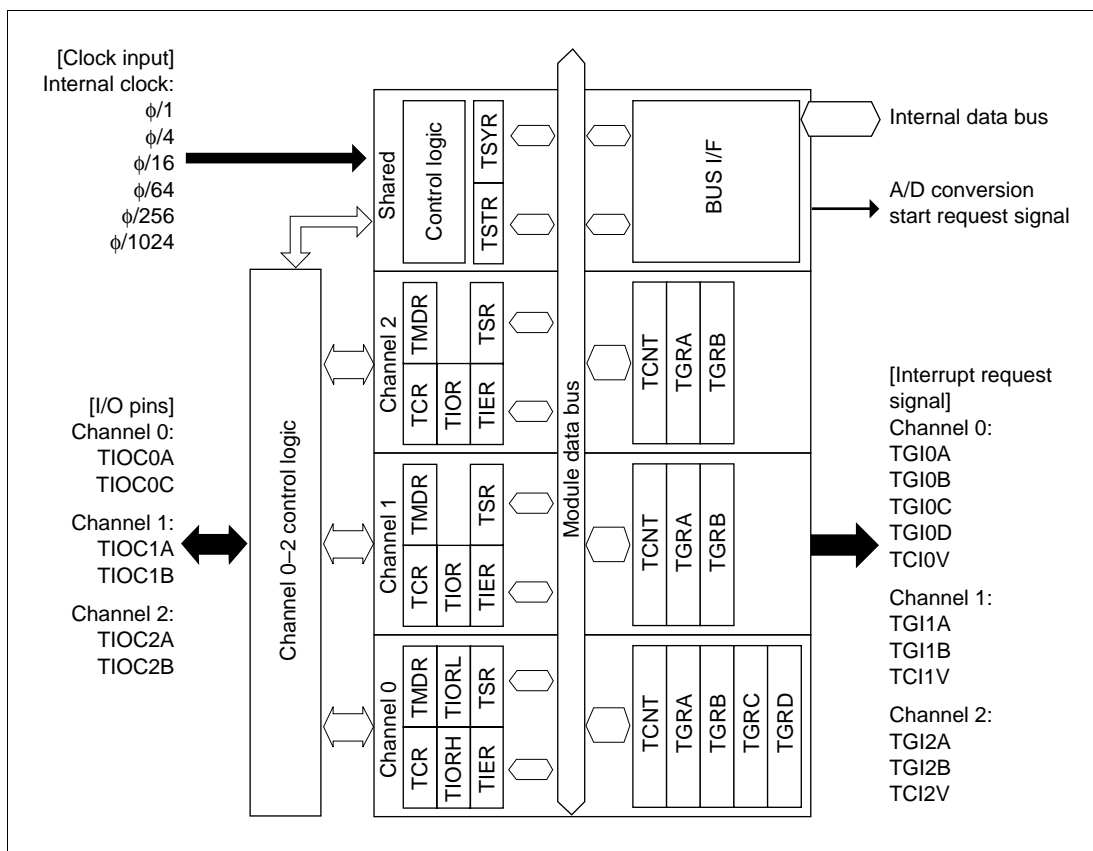 [Clock input]
Internal clock:
ϕ/1
ϕ/4
ϕ/16
ϕ/64
ϕ/256
ϕ/1024
[I/O pins]
Channel 0:
TIOC0A
TIOC0C
Channel 1:
TIOC1A
TIOC1B
Channel 2:
TIOC2A
TIOC2B
Channel 0–2 control logic
Shared
Control logic
TSYR
TSTR
BUS I/F
Channel 2
TMDR
TSR
TCR
TIOR
TIER
TCNT
TGRA
TGRB
Channel 1
TMDR
TSR
TCR
TIOR
TIER
TCNT
TGRA
TGRB
Channel 0
TMDR
TIORL
TSR
TCR
TIORH
TIER
TCNT
TGRA
TGRB
TGRC
TGRD
Module data bus
Internal data bus
A/D conversion
start request signal
[Interrupt request
signal]
Channel 0:
TGI0A
TGI0B
TGI0C
TGI0D
TCI0V
Channel 1:
TGI1A
TGI1B
TCI1V
Channel 2:
TGI2A
TGI2B
TCI2V